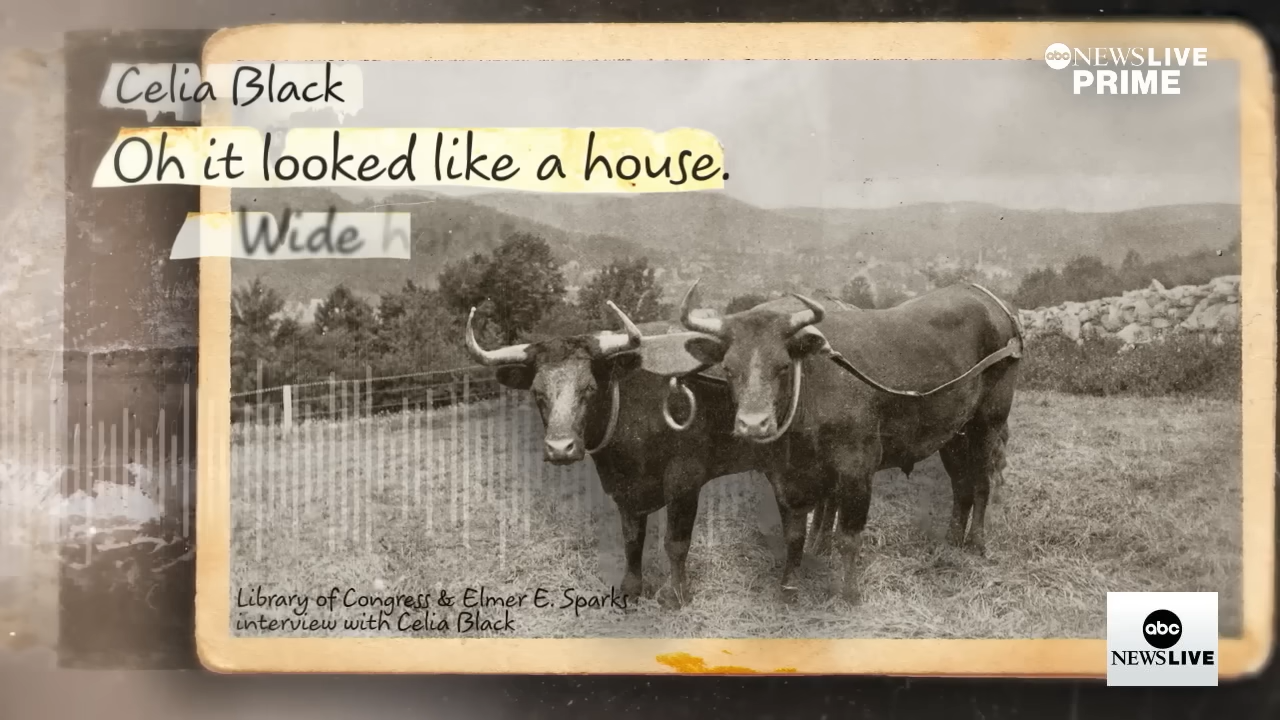 Celia Black
abc NEWS LIVE
PRIME
Oh it looked like a house.
Wide
Library of Congress & Elmer E. Sparks
interview with Celia Black
abc
NEWS LIVE